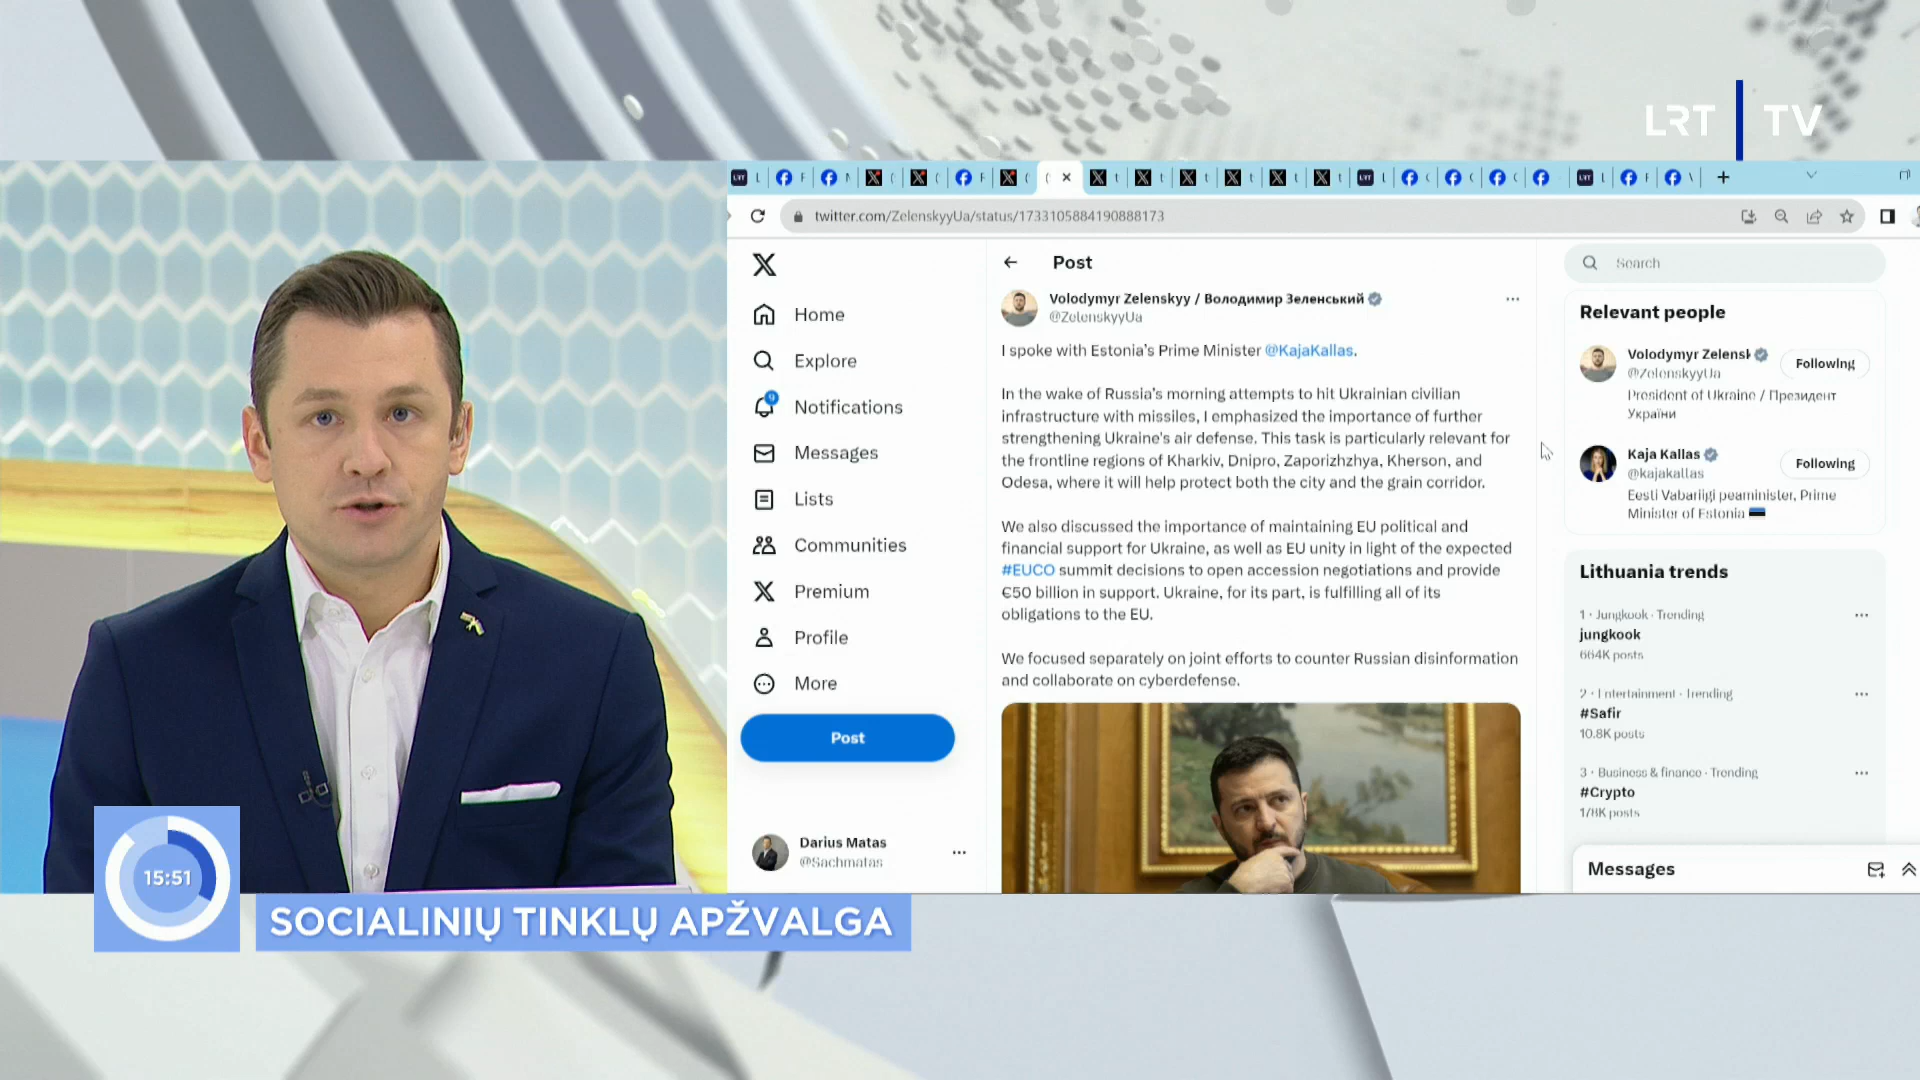 LRT TV
twitter.com/ZelenskyyUa/status/1733105884190888173
Home
Explore
Notifications
Messages
Lists
Communities
Premium
Profile
More
Post
Darius Matas
@Sachmatas
Post
Volodymyr Zelenskyy / Володимир Зеленський
@ZelenskyyUa
I spoke with Estonia's Prime Minister @KajaKallas.
In the wake of Russia's morning attempts to hit Ukrainian civilian
infrastructure with missiles, I emphasized the importance of further
strengthening Ukraine's air defense. This task is particularly relevant for
the frontline regions of Kharkiv, Dnipro, Zaporizhzhya, Kherson, and
Odesa, where it will help protect both the city and the grain corridor.
We also discussed the importance of maintaining EU political and
financial support for Ukraine, as well as EU unity in light of the expected
#EUCO summit decisions to open accession negotiations and provide
€50 billion in support. Ukraine, for its part, is fulfilling all of its
obligations to the EU.
We focused separately on joint efforts to counter Russian disinformation
and collaborate on cyberdefense.
Search
Relevant people
Volodymyr Zelensk
@ZelenskyyUa
Following
President of Ukraine / Президент
України
Kaja Kallas
@kajakallas
Following
Eesti Vabariigi peaminister, Prime
Minister of Estonia
Lithuania trends
1 · Jungkook · Trending
jungkook
664K posts
2 · Entertainment · Trending
#Safir
10.8K posts
3 · Business & finance · Trending
#Crypto
178K posts
Messages
15:51
SOCIALINIŲ TINKLŲ APŽVALGA